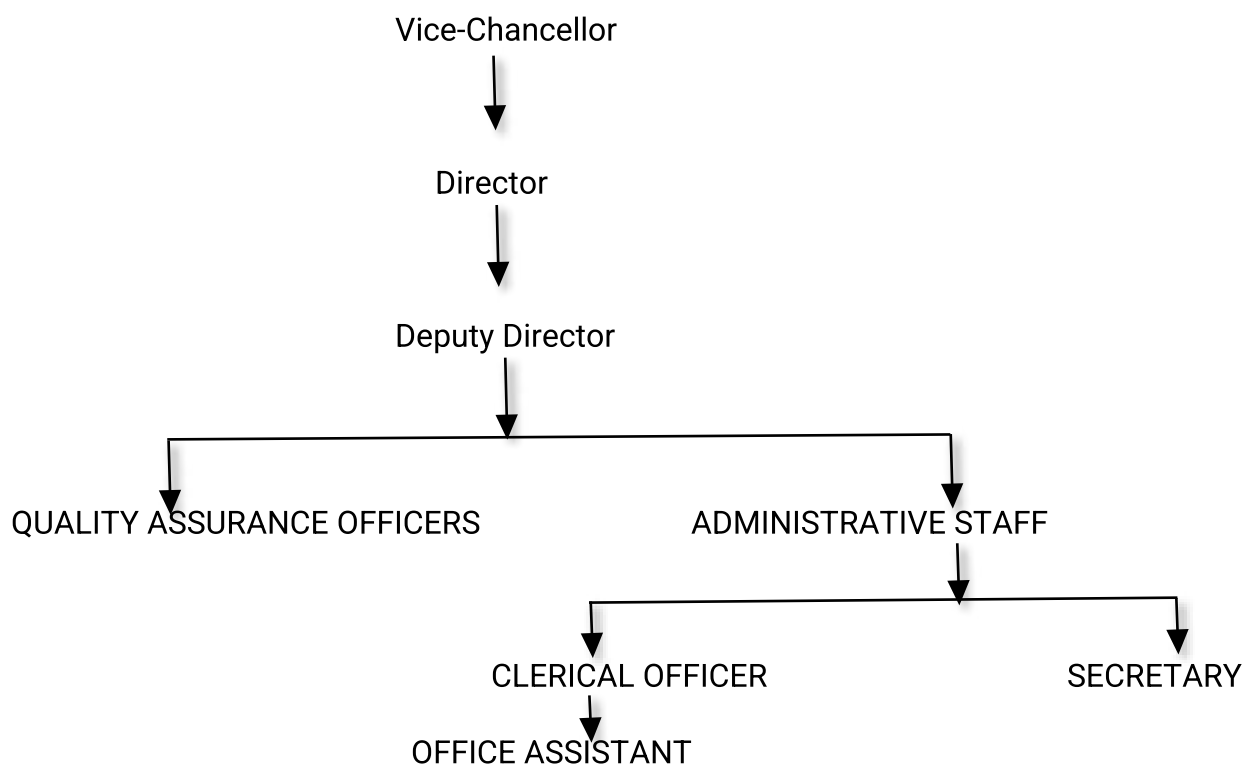 Vice-Chancellor
Director
Deputy Director
QUALITY ASSURANCE OFFICERS
ADMINISTRATIVE STAFF
CLERICAL OFFICER
SECRETARY
OFFICE ASSISTANT